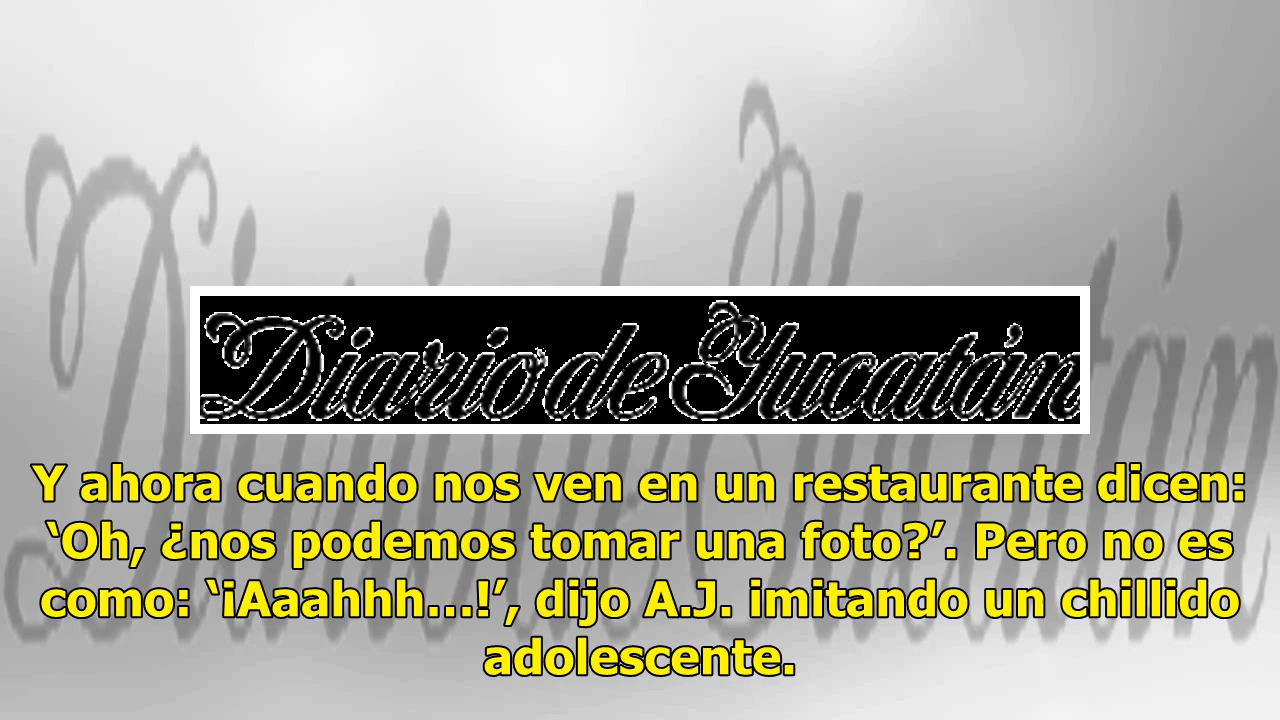 Diario de Yucatán
Y ahora cuando nos ven en un restaurante dicen:
‘Oh, ¿nos podemos tomar una foto?’. Pero no es
como: ‘¡Aaahhh...!’, dijo A.J. imitando un chillido
adolescente.